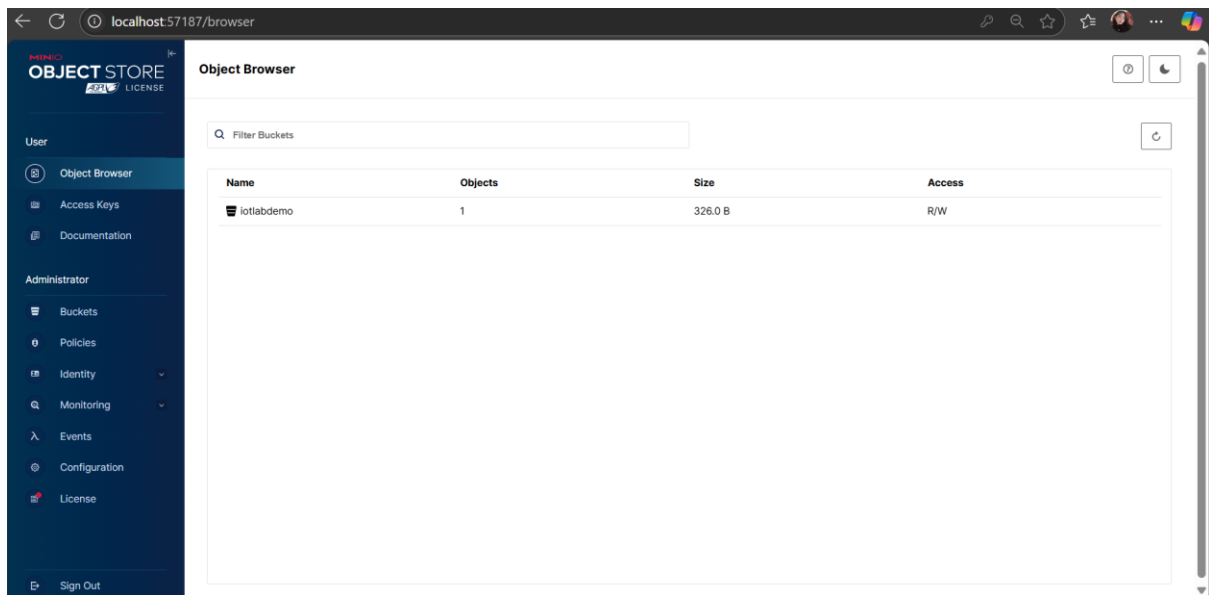 localhost:57187/browser
MINIO
OBJECT STORE
AGPLv3 LICENSE
User
Object Browser
Access Keys
Documentation
Administrator
Buckets
Policies
Identity
Monitoring
Events
Configuration
License
Sign Out
Object Browser
Filter Buckets
Name Objects Size Access
iotlabdemo 1 326.0 B R/W